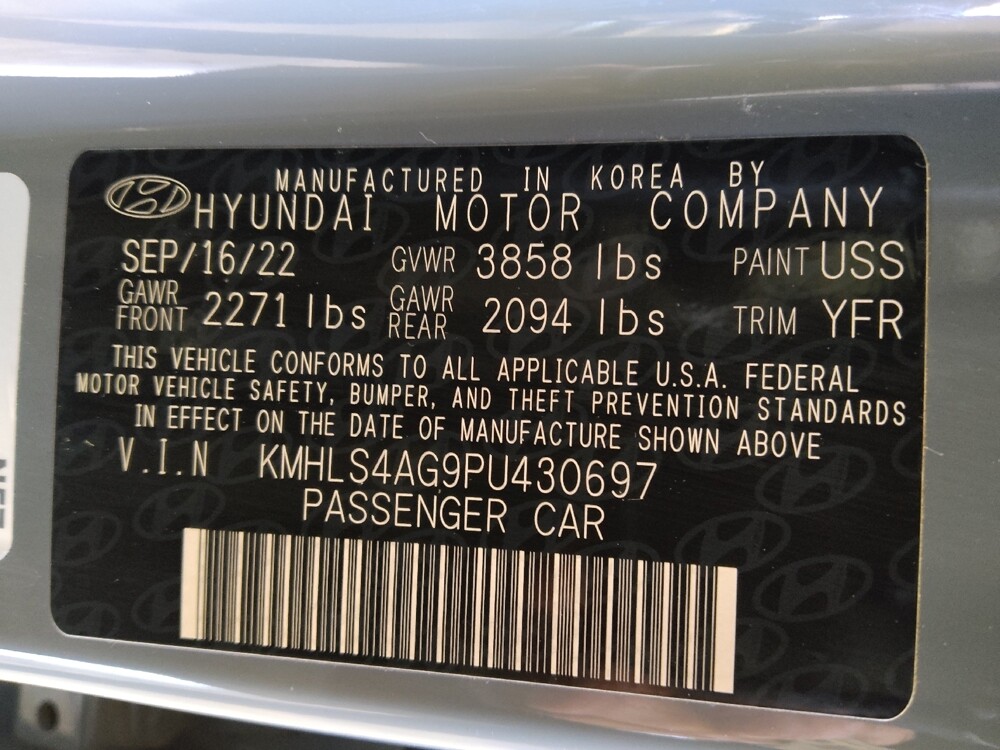 MANUFACTURED IN KOREA BY
HYUNDAI MOTOR COMPANY
SEP/16/22 GVWR 3858 lbs PAINT USS
GAWR FRONT 2271 lbs GAWR REAR 2094 lbs TRIM YFR
THIS VEHICLE CONFORMS TO ALL APPLICABLE U.S.A. FEDERAL
MOTOR VEHICLE SAFETY, BUMPER, AND THEFT PREVENTION STANDARDS
IN EFFECT ON THE DATE OF MANUFACTURE SHOWN ABOVE
V.I.N KMHLS4AG9PU430697
PASSENGER CAR